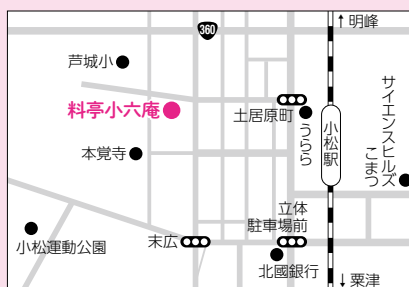 360
↑明峰
芦城小
料亭小六庵
土居原町
うらら
小松駅
サイエンスヒルズ
こまつ
本覚寺
立体
駐車場前
小松運動公園
末広
北國銀行
↓粟津